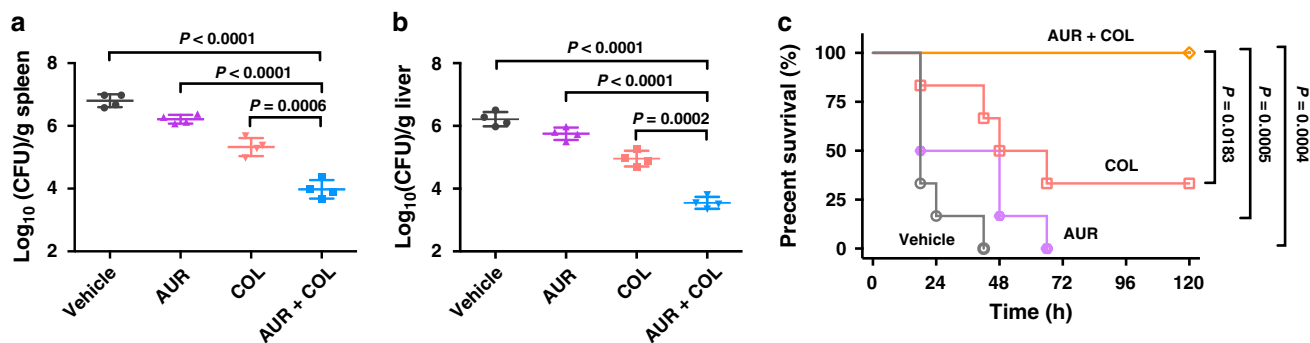 a
P < 0.0001
P < 0.0001
P = 0.0006
Log10 (CFU)/g spleen
8
6
4
2
Vehicle
AUR
COL
AUR + COL
b
P < 0.0001
P < 0.0001
P = 0.0002
Log10(CFU)/g liver
8
6
4
2
Vehicle
AUR
COL
AUR + COL
c
AUR + COL
COL
AUR
Vehicle
Precent suvrival (%)
100
75
50
25
0
0 24 48 72 96 120
Time (h)
P = 0.0183
P = 0.0005
P = 0.0004